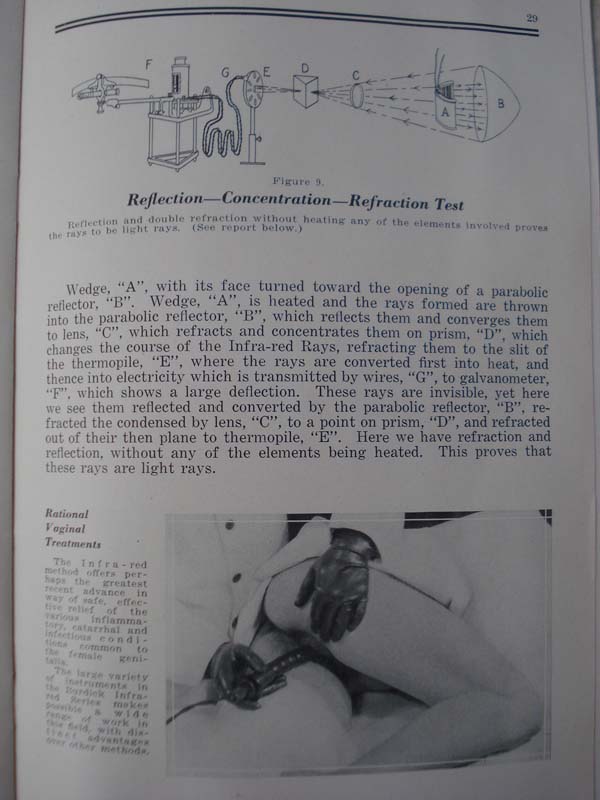 29
F
G
E
D
C
A
B
Figure 9.
Reflection—Concentration—Refraction Test
Reflection and double refraction without heating any of the elements involved proves
the rays to be light rays. (See report below.)
Wedge, “A”, with its face turned toward the opening of a parabolic
reflector, “B”. Wedge, “A”, is heated and the rays formed are thrown
into the parabolic reflector, “B”, which reflects them and converges them
to lens, “C”, which refracts and concentrates them on prism, “D”, which
changes the course of the Infra-red Rays, refracting them to the slit of
the thermopile, “E”, where the rays are converted first into heat, and
thence into electricity which is transmitted by wires, “G”, to galvanometer,
“F”, which shows a large deflection. These rays are invisible, yet here
we see them reflected and converted by the parabolic reflector, “B”, re-
fracted the condensed by lens, “C”, to a point on prism, “D”, and refracted
out of their then plane to thermopile, “E”. Here we have refraction and
reflection, without any of the elements being heated. This proves that
these rays are light rays.
Rational
Vaginal
Treatments
The Infra-red
method offers per-
haps the greatest
recent advance in
way of safe, effec-
tive relief of the
various inflamma-
tory, catarrhal and
infectious condi-
tions common to
the female geni-
talia.
The large variety
of instruments in
the Burdick Infra-
red Series makes
possible a wide
range of work in
this field, with dis-
tinct advantages
over other methods.